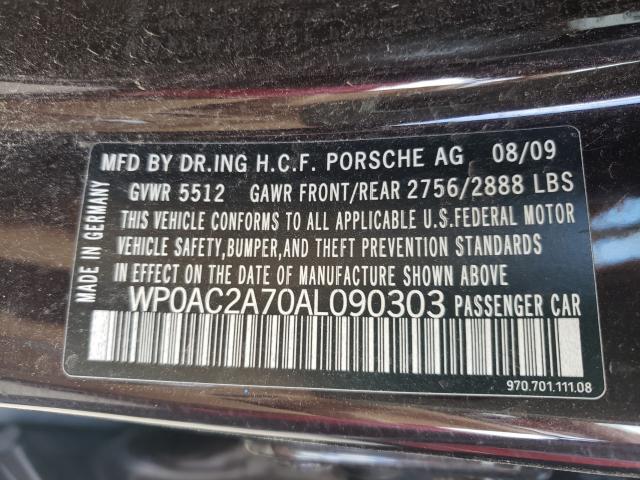 MFD BY DR.ING H.C.F. PORSCHE AG 08/09
GVWR 5512 GAWR FRONT/REAR 2756/2888 LBS
THIS VEHICLE CONFORMS TO ALL APPLICABLE U.S.FEDERAL MOTOR
VEHICLE SAFETY,BUMPER,AND THEFT PREVENTION STANDARDS
IN EFFECT ON THE DATE OF MANUFACTURE SHOWN ABOVE
WP0AC2A70AL090303 PASSENGER CAR
970.701.111.08
MADE IN GERMANY